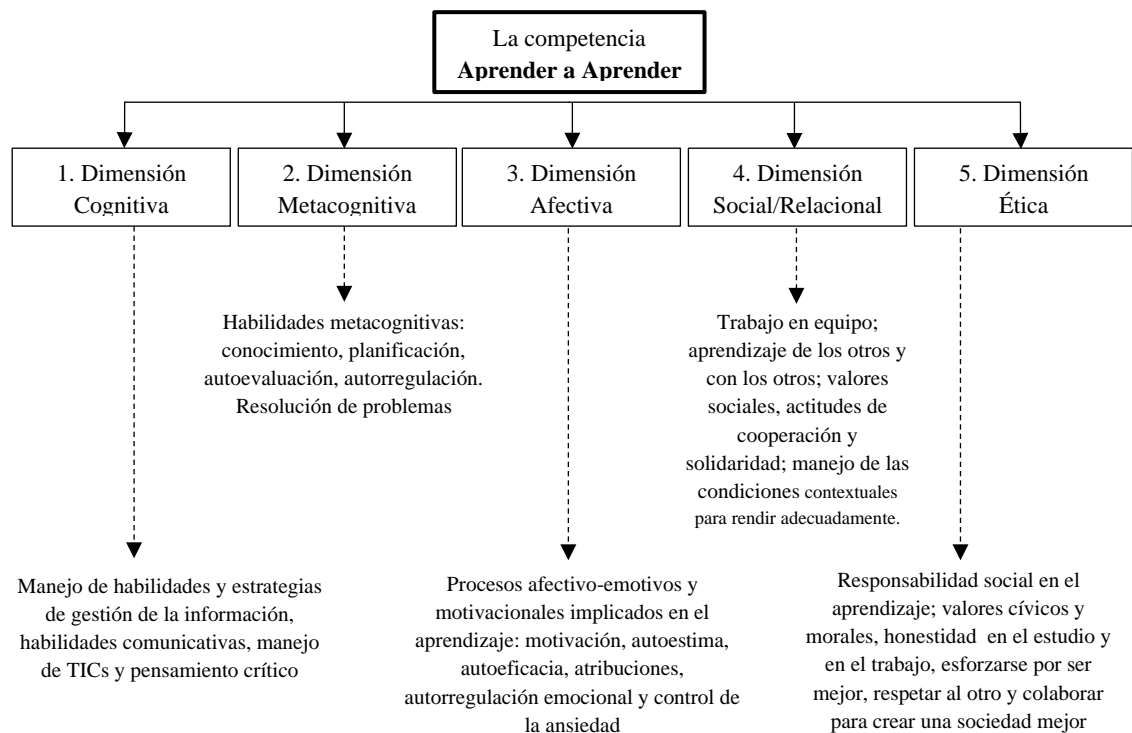 La competencia
Aprender a Aprender
1. Dimensión
Cognitiva
2. Dimensión
Metacognitiva
3. Dimensión
Afectiva
4. Dimensión
Social/Relacional
5. Dimensión
Ética
Habilidades metacognitivas:
conocimiento, planificación,
autoevaluación, autorregulación.
Resolución de problemas
Trabajo en equipo;
aprendizaje de los otros y
con los otros; valores
sociales, actitudes de
cooperación y
solidaridad; manejo de las
condiciones contextuales
para rendir adecuadamente.
Manejo de habilidades y estrategias
de gestión de la información,
habilidades comunicativas, manejo
de TICs y pensamiento crítico
Procesos afectivo-emotivos y
motivacionales implicados en el
aprendizaje: motivación, autoestima,
autoeficacia, atribuciones,
autorregulación emocional y control de
la ansiedad
Responsabilidad social en el
aprendizaje; valores cívicos y
morales, honestidad en el estudio y
en el trabajo, esforzarse por ser
mejor, respetar al otro y colaborar
para crear una sociedad mejor